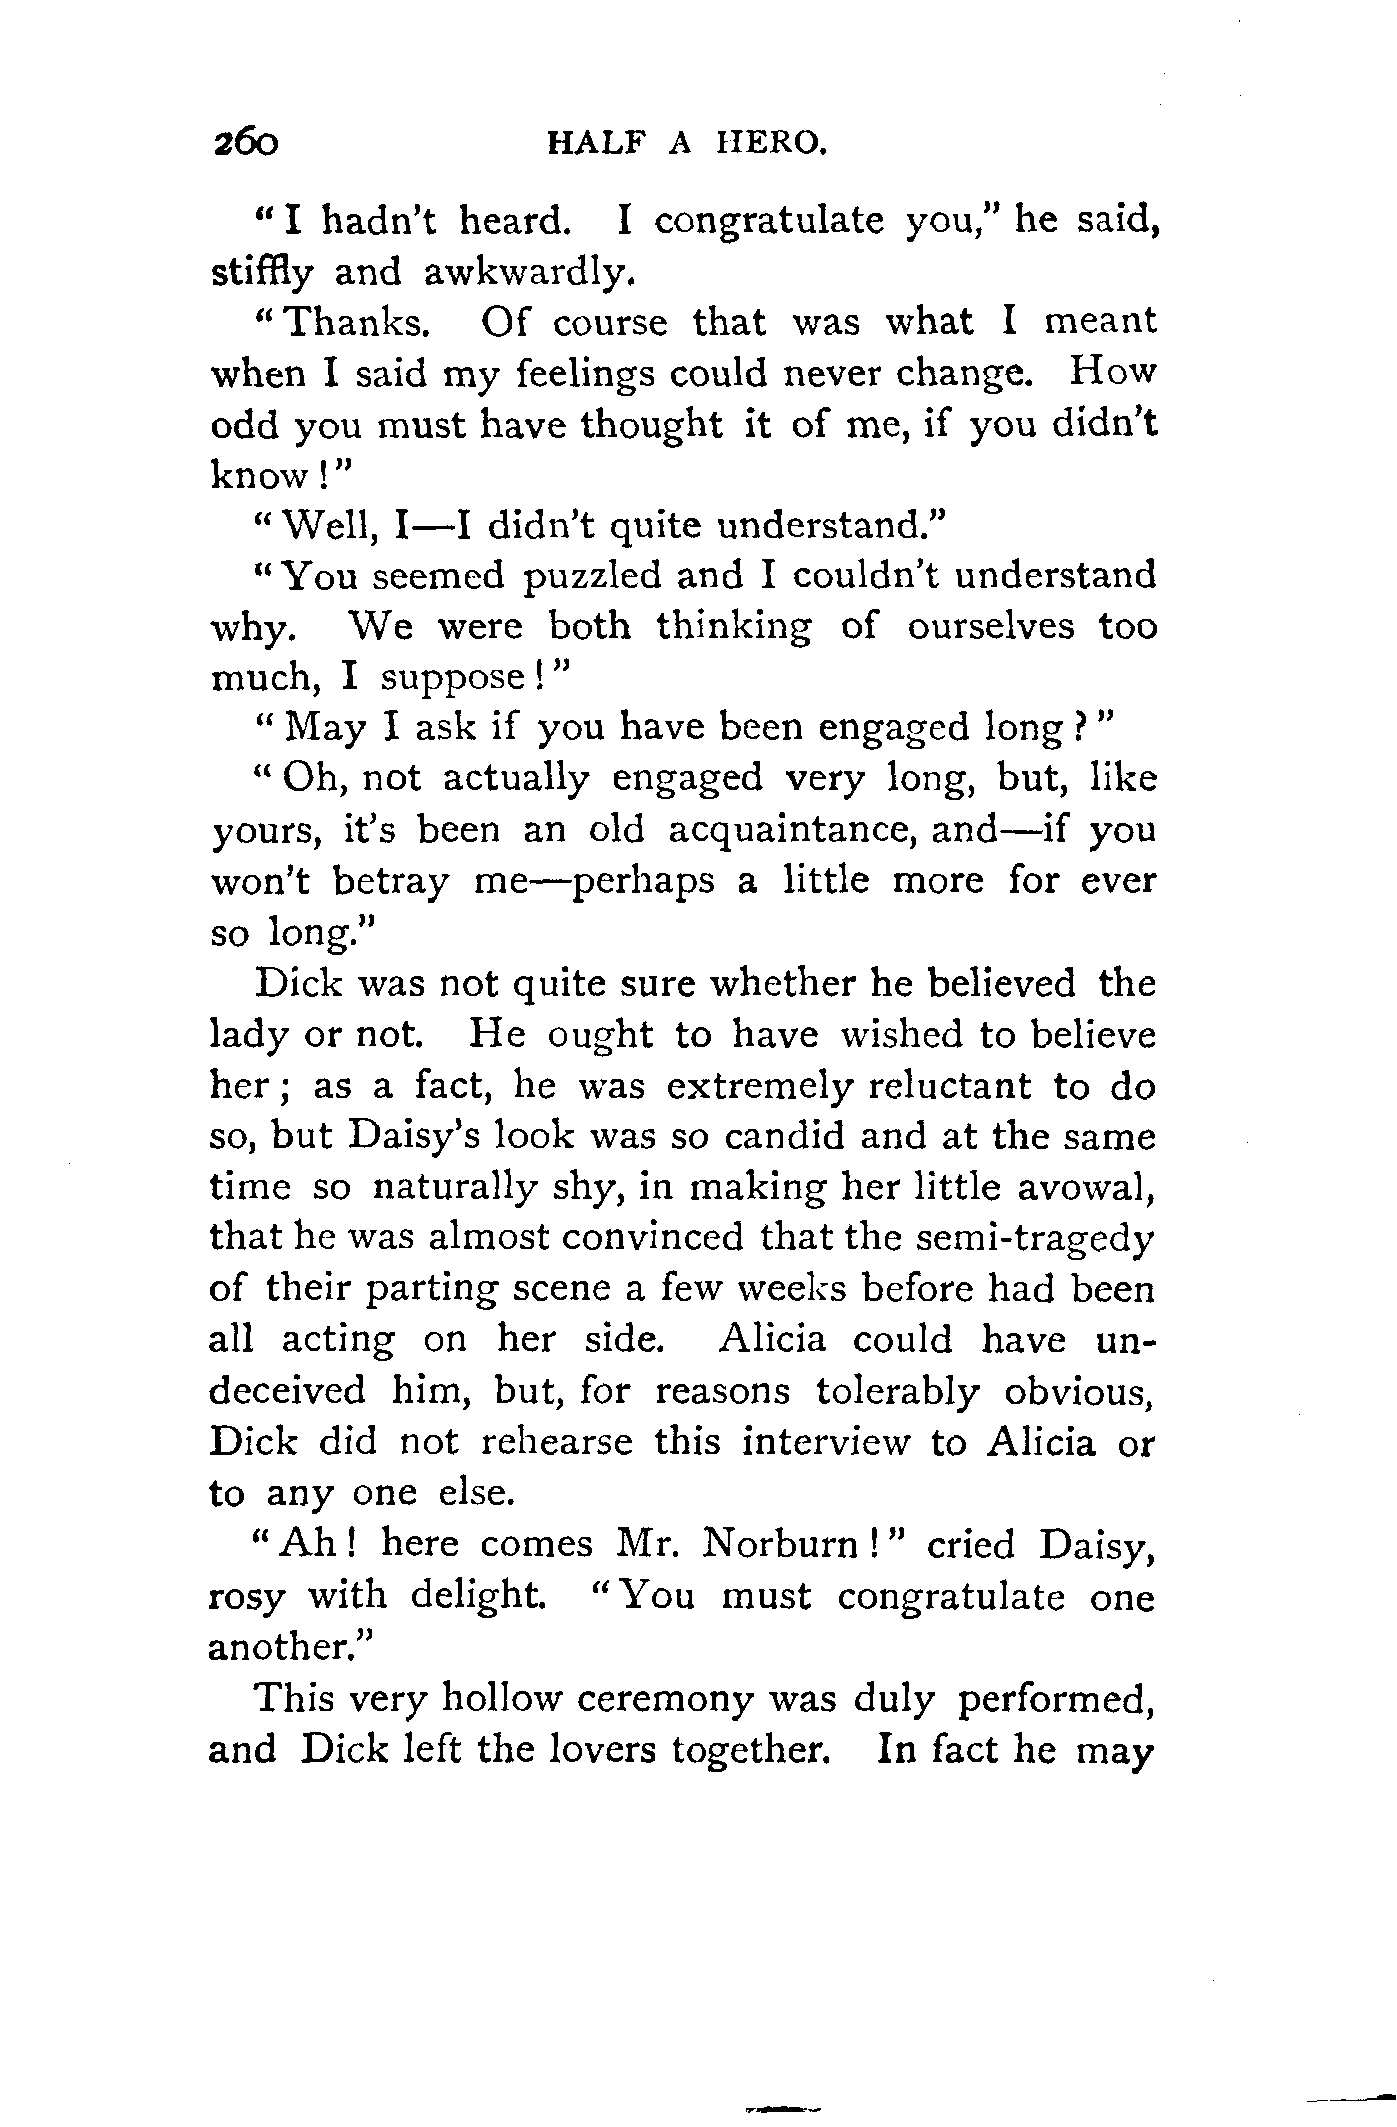 260 HALF A HERO.
“ I hadn’t heard. I congratulate you,” he said,
stiffly and awkwardly.
“ Thanks. Of course that was what I meant
when I said my feelings could never change. How
odd you must have thought it of me, if you didn’t
know ! ”
“ Well, I—I didn’t quite understand.”
“ You seemed puzzled and I couldn’t understand
why. We were both thinking of ourselves too
much, I suppose ! ”
“ May I ask if you have been engaged long ? ”
“ Oh, not actually engaged very long, but, like
yours, it’s been an old acquaintance, and—if you
won’t betray me—perhaps a little more for ever
so long.”
Dick was not quite sure whether he believed the
lady or not. He ought to have wished to believe
her ; as a fact, he was extremely reluctant to do
so, but Daisy’s look was so candid and at the same
time so naturally shy, in making her little avowal,
that he was almost convinced that the semi-tragedy
of their parting scene a few weeks before had been
all acting on her side. Alicia could have un-
deceived him, but, for reasons tolerably obvious,
Dick did not rehearse this interview to Alicia or
to any one else.
“ Ah ! here comes Mr. Norburn ! ” cried Daisy,
rosy with delight. “ You must congratulate one
another.”
This very hollow ceremony was duly performed,
and Dick left the lovers together. In fact he may